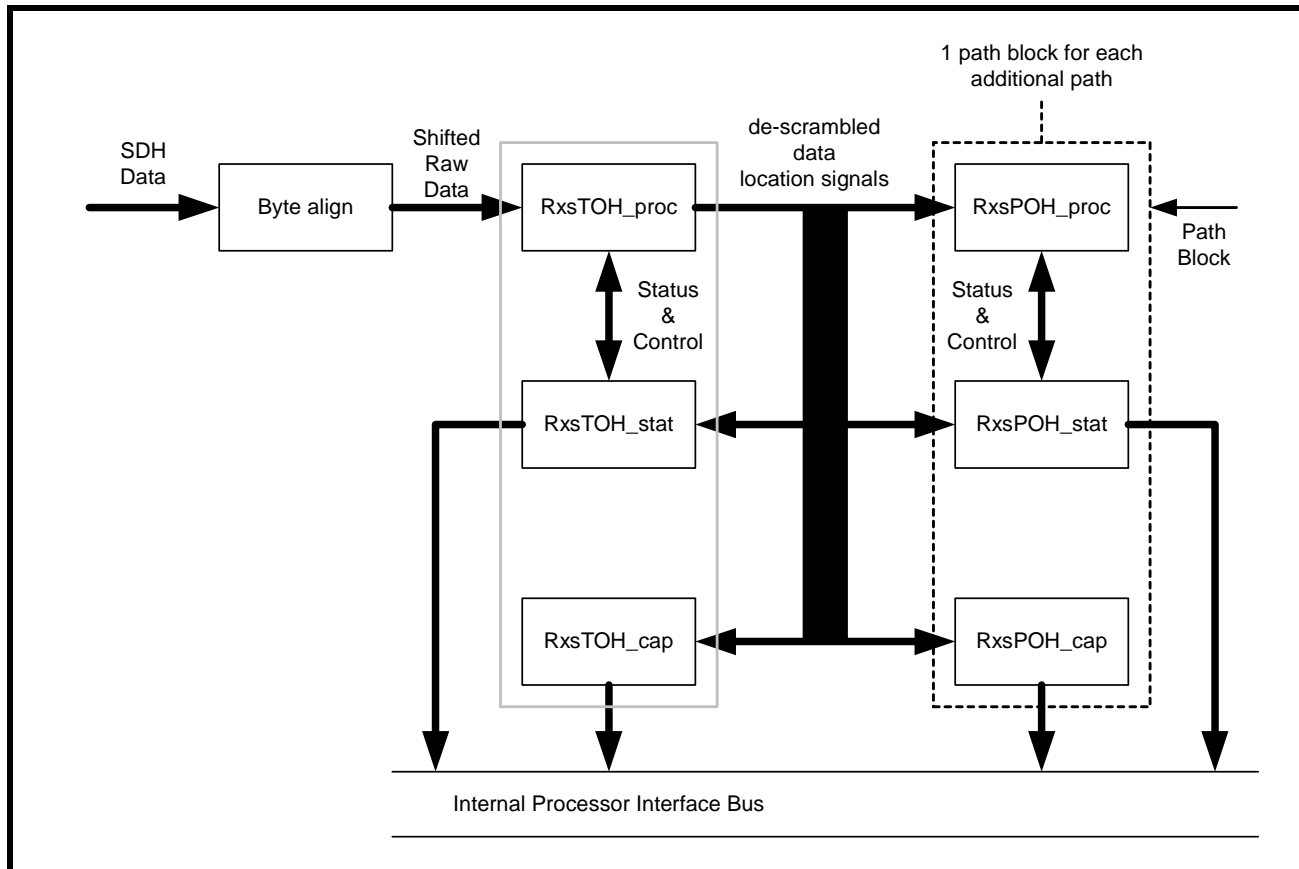 1 path block for each
additional path
SDH
Data
Shifted
Raw
Data
de-scrambled
data
location signals
Byte align
RxsTOH_proc
RxsPOH_proc
Path
Block
Status
&
Control
Status
&
Control
RxsTOH_stat
RxsPOH_stat
RxsTOH_cap
RxsPOH_cap
Internal Processor Interface Bus